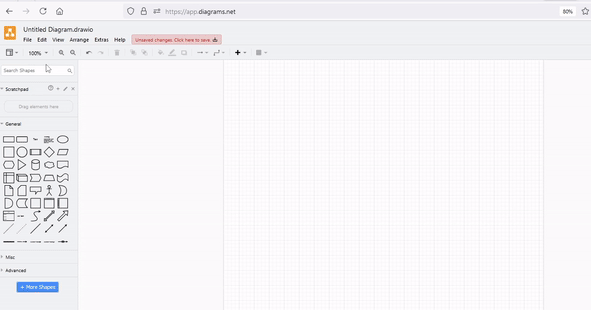 https://app.diagrams.net
80%
Untitled Diagram.drawio
File Edit View Arrange Extras Help
Unsaved changes. Click here to save.
100%
Search Shapes
Scratchpad
Drag elements here
General
Misc
Advanced
+ More Shapes